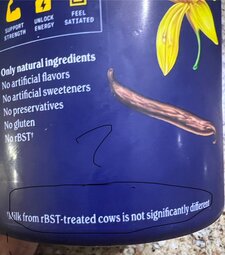 SUPPORT
STRENGTH
UNLOCK
ENERGY
FEEL
SATIATED
Only natural ingredients
No artificial flavors
No artificial sweeteners
No preservatives
No gluten
No rBST†
?
Milk from rBST-treated cows is not significantly different